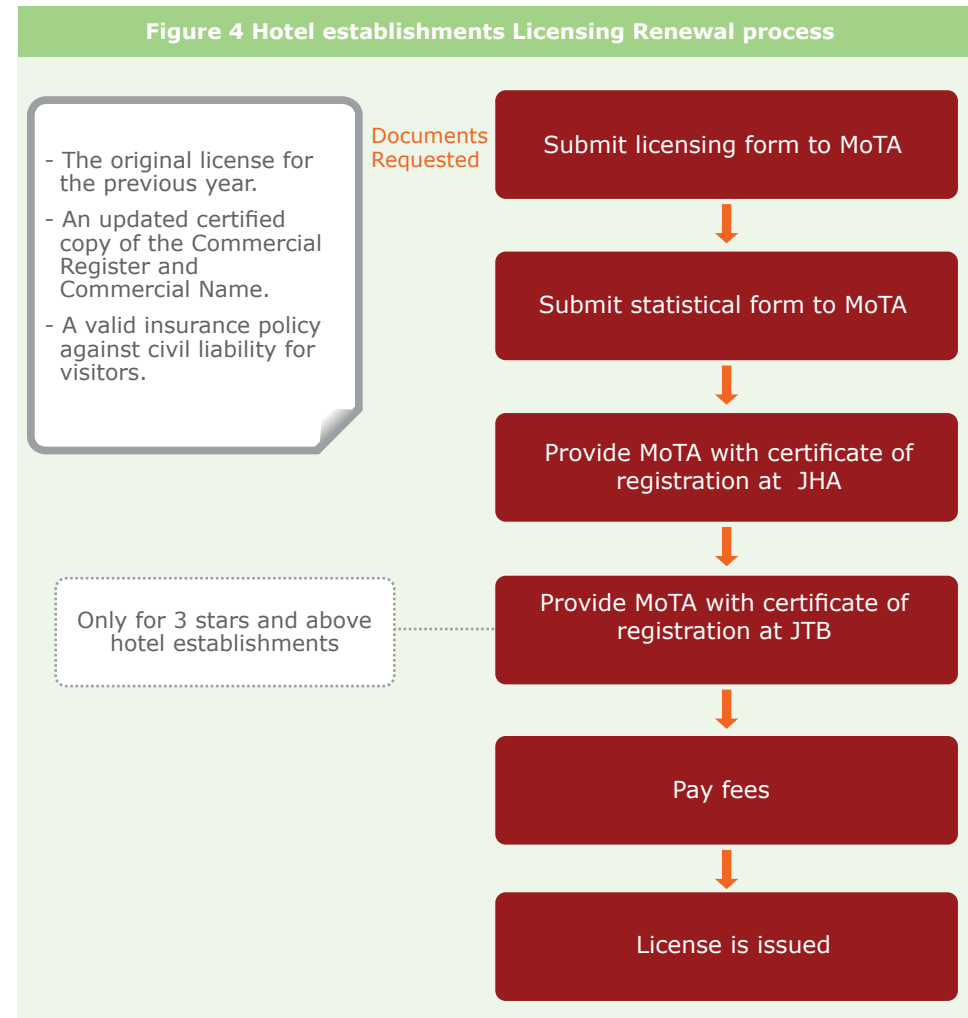 Figure 4 Hotel establishments Licensing Renewal process
- The original license for
the previous year.
- An updated certified
copy of the Commercial
Register and
Commercial Name.
- A valid insurance policy
against civil liability for
visitors.
Documents
Requested
Submit licensing form to MoTA
Submit statistical form to MoTA
Provide MoTA with certificate of
registration at JHA
Only for 3 stars and above
hotel establishments
Provide MoTA with certificate of
registration at JTB
Pay fees
License is issued